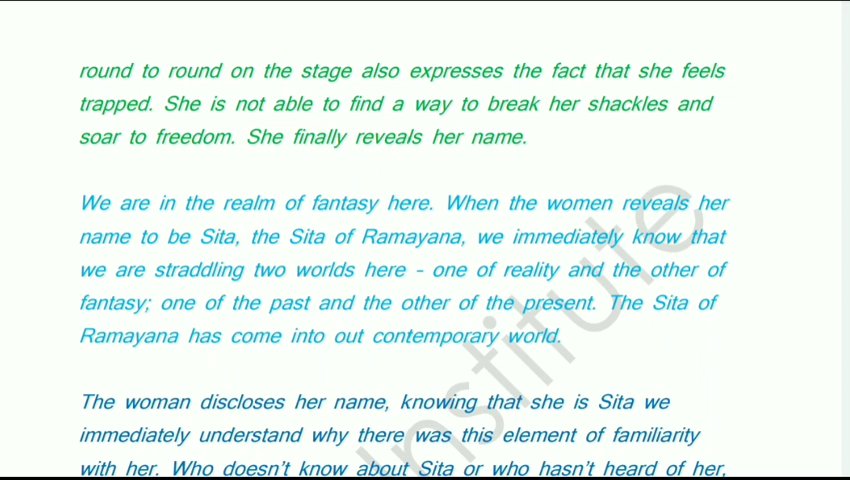 round to round on the stage also expresses the fact that she feels
trapped. She is not able to find a way to break her shackles and
soar to freedom. She finally reveals her name.
We are in the realm of fantasy here. When the women reveals her
name to be Sita, the Sita of Ramayana, we immediately know that
we are straddling two worlds here - one of reality and the other of
fantasy; one of the past and the other of the present. The Sita of
Ramayana has come into out contemporary world.
The woman discloses her name, knowing that she is Sita we
immediately understand why there was this element of familiarity
with her. Who doesn't know about Sita or who hasn't heard of her,
Institute